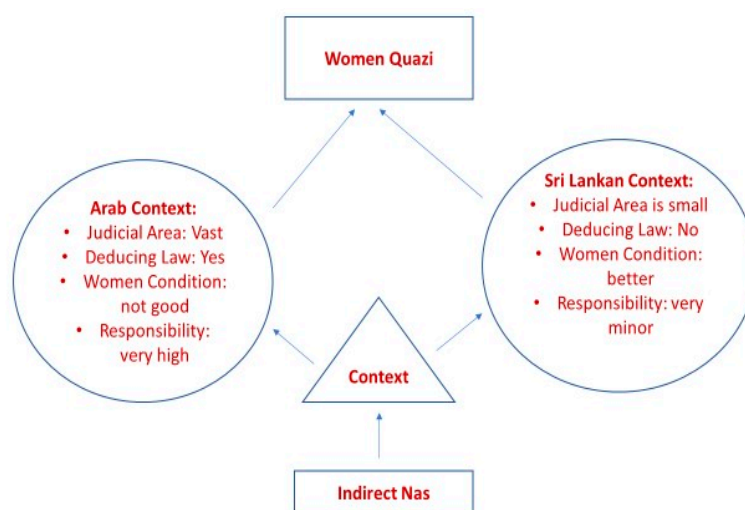 Women Quazi
Arab Context:
• Judicial Area: Vast
• Deducing Law: Yes
• Women Condition:
not good
• Responsibility:
very high
Sri Lankan Context:
• Judicial Area is small
• Deducing Law: No
• Women Condition:
better
• Responsibility: very
minor
Context
Indirect Nas